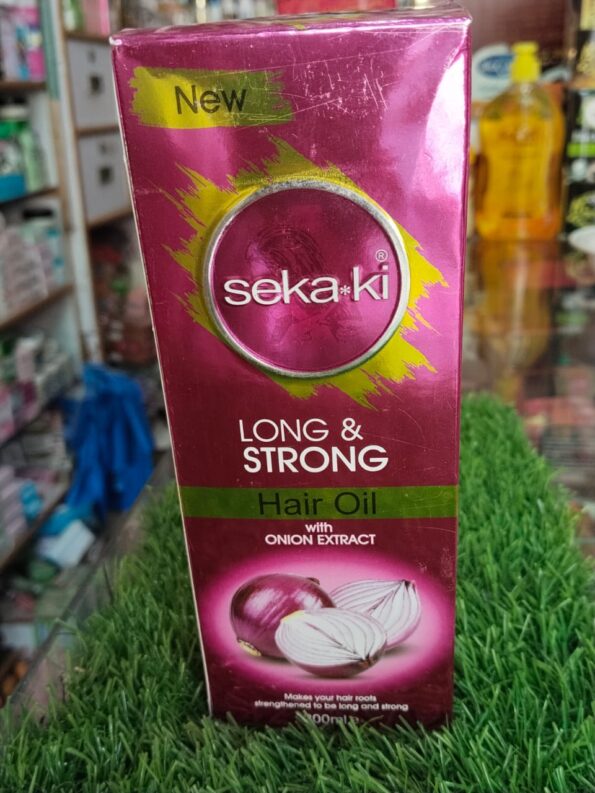 New
seka*ki®
LONG &
STRONG
Hair Oil
with
ONION EXTRACT
Makes your hair roots
strengthened to be long and strong